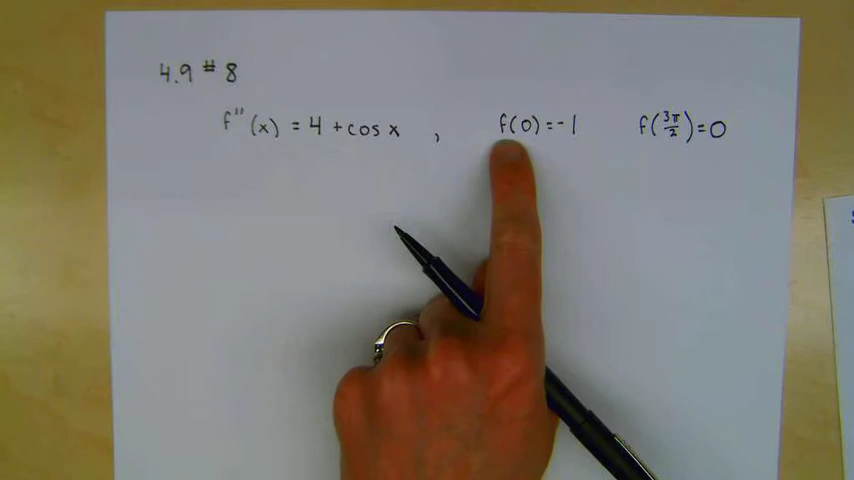 4.9 # 8
f''(x) = 4 + cos x , f(0) = -1 f(3π/2) = 0